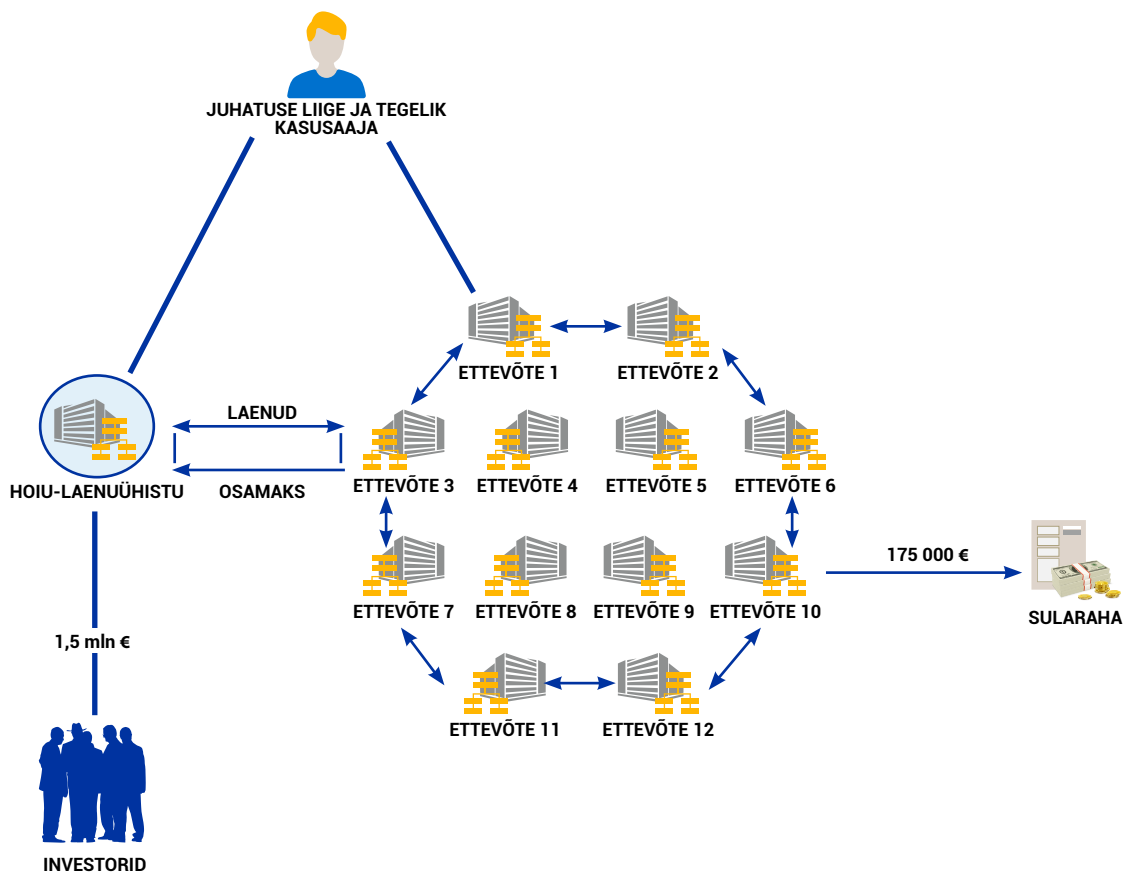 JUHATUSE LIIGE JA TEGELIK
KASUSAAJA
ETTEVÕTE 1
ETTEVÕTE 2
LAENUD
HOIU-LAENUÜHISTU
OSAMAKS
ETTEVÕTE 3
ETTEVÕTE 4
ETTEVÕTE 5
ETTEVÕTE 6
175 000 €
ETTEVÕTE 7
ETTEVÕTE 8
ETTEVÕTE 9
ETTEVÕTE 10
SULARAHA
1,5 mln €
ETTEVÕTE 11
ETTEVÕTE 12
INVESTORID